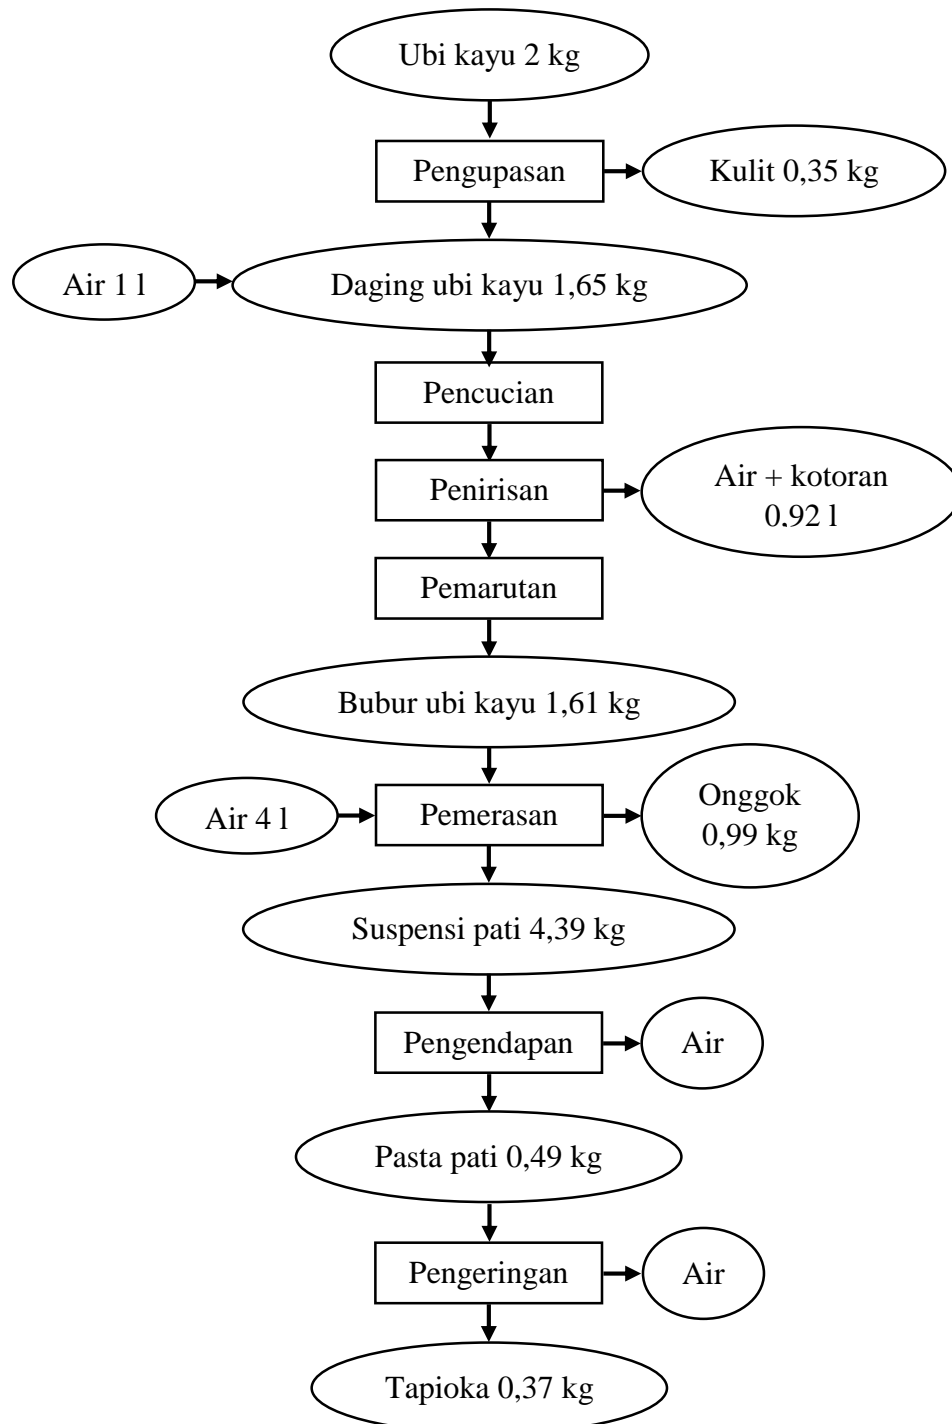 Ubi kayu 2 kg
Pengupasan
Kulit 0,35 kg
Air 1 l
Daging ubi kayu 1,65 kg
Pencucian
Penirisan
Air + kotoran
0,92 l
Pemarutan
Bubur ubi kayu 1,61 kg
Air 4 l
Pemerasan
Onggok
0,99 kg
Suspensi pati 4,39 kg
Pengendapan
Air
Pasta pati 0,49 kg
Pengeringan
Air
Tapioka 0,37 kg